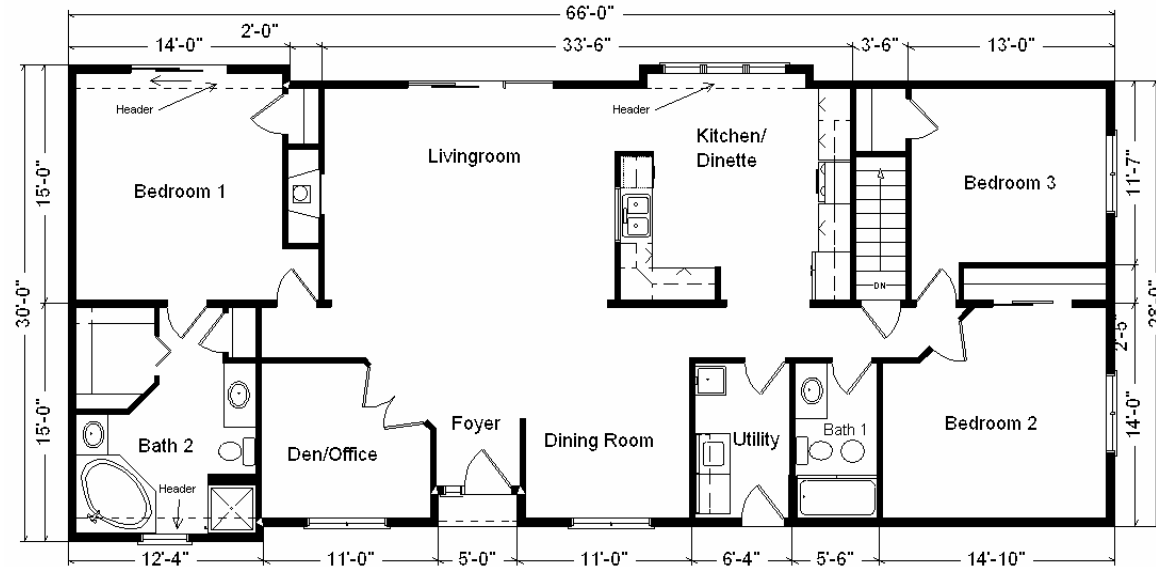 66'-0"
14'-0"
2'-0"
33'-6"
3'-6"
13'-0"
Header
Header
Livingroom
Kitchen/
Dinette
Bedroom 1
Bedroom 3
15'-0"
11'-7"
30'-0"
28'-0"
DN
2'-5"
15'-0"
14'-0"
Bath 2
Den/Office
Foyer
Dining Room
Utility
Bath 1
Bedroom 2
Header
12'-4"
11'-0"
5'-0"
11'-0"
6'-4"
5'-6"
14'-10"